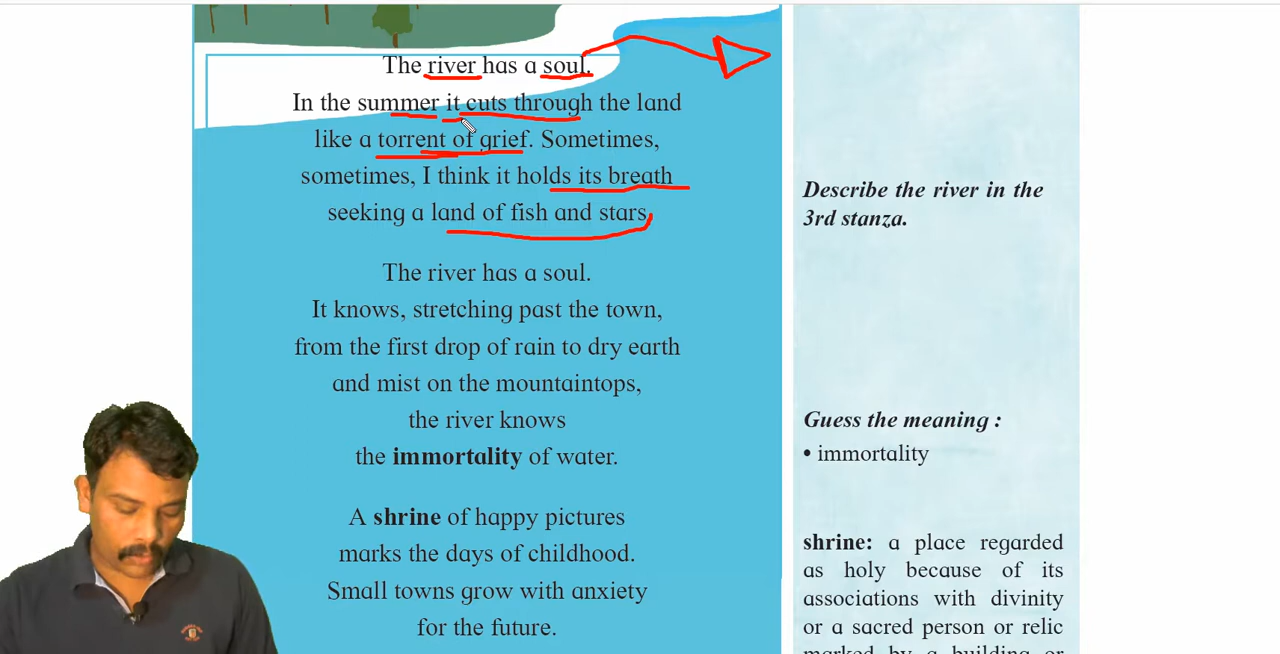 The river has a soul.
In the summer it cuts through the land
like a torrent of grief. Sometimes,
sometimes, I think it holds its breath
seeking a land of fish and stars
The river has a soul.
It knows, stretching past the town,
from the first drop of rain to dry earth
and mist on the mountaintops,
the river knows
the immortality of water.
A shrine of happy pictures
marks the days of childhood.
Small towns grow with anxiety
for the future.
Describe the river in the
3rd stanza.
Guess the meaning :
• immortality
shrine: a place regarded
as holy because of its
associations with divinity
or a sacred person or relic
marked by a building or